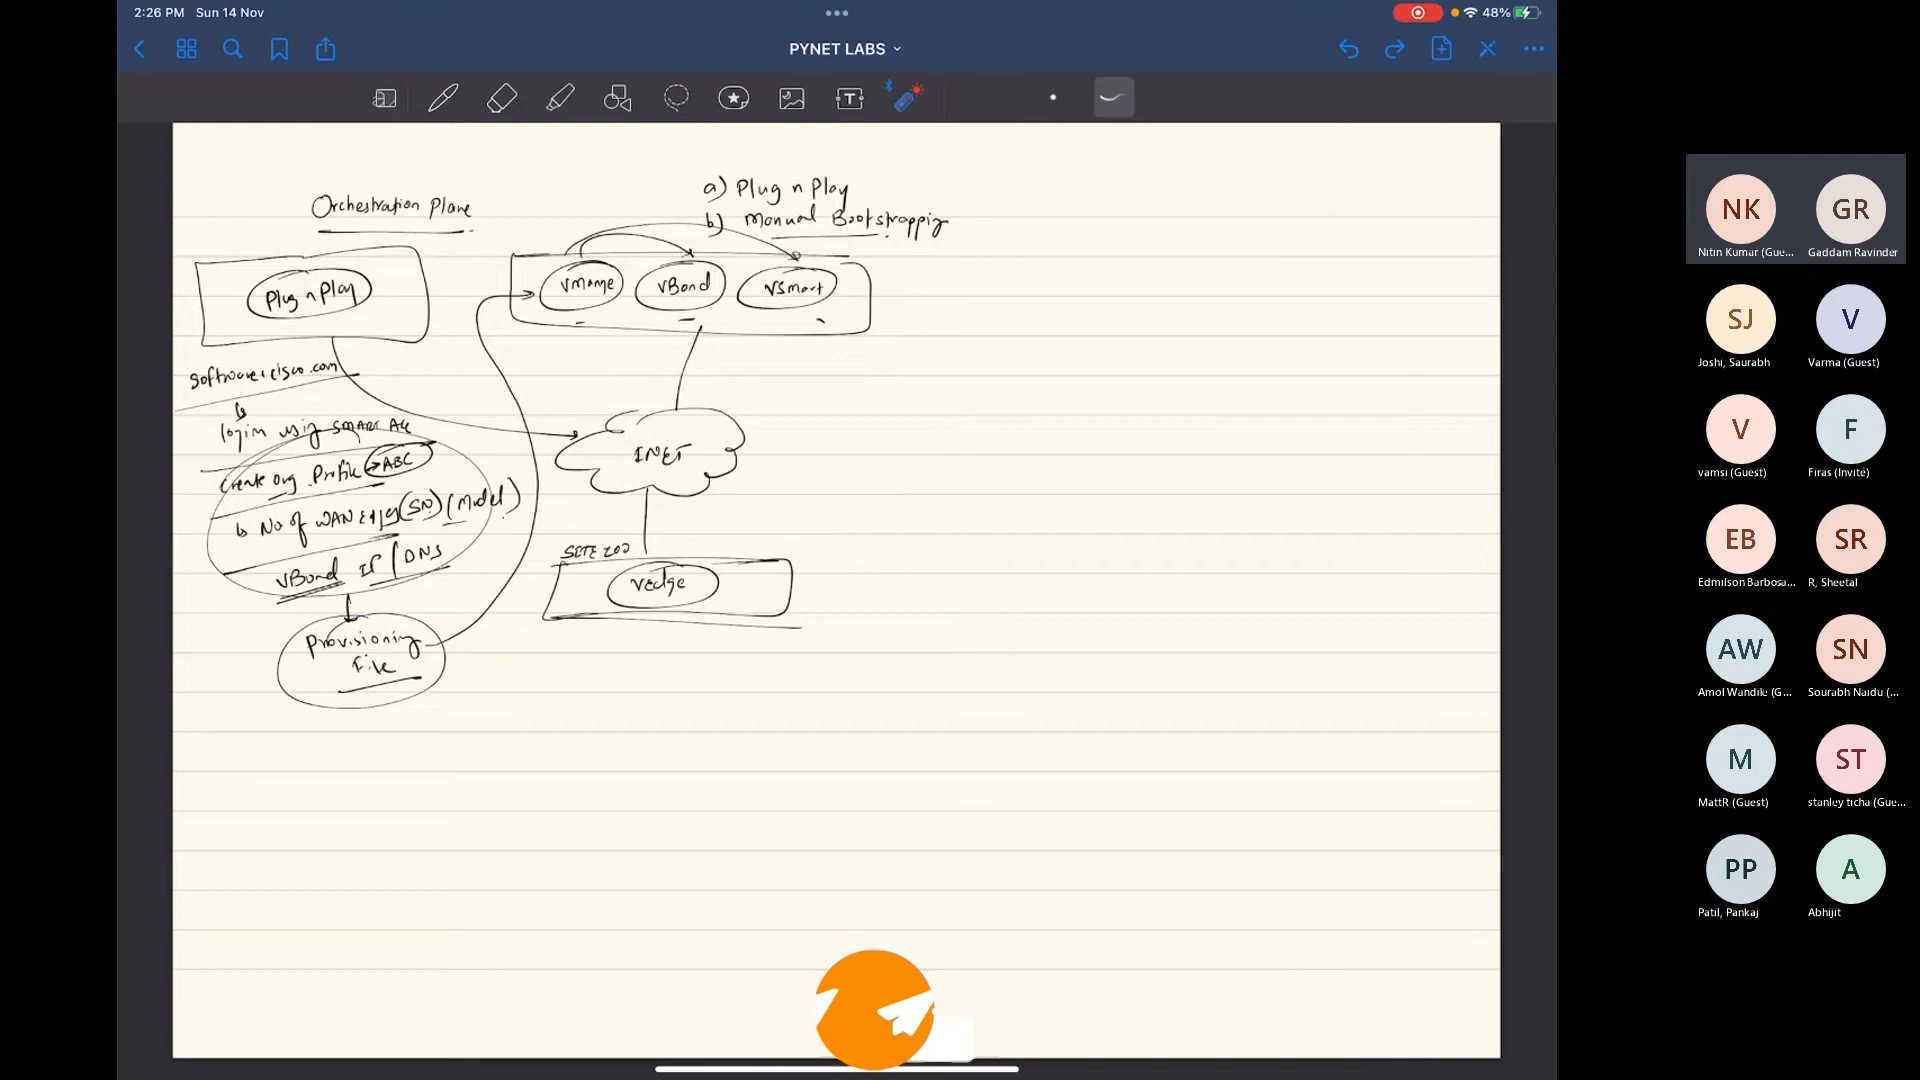 2:26 PM Sun 14 Nov
48%
PYNET LABS
Orchestration Plane
a) Plug n Play
b) Manual Bootstrapping
Plug n Play
vManage vBond vSmart
software.cisco.com
login using SMART Acc
create org Profile → ABC
No of WAN Edges (SN) (Model)
vBond IP / DNS
Provisioning
File
INET
SITE 200
vEdge
NK GR
Nitin Kumar (Gue... Gaddam Ravinder
SJ V
Joshi, Saurabh Varma (Guest)
V F
vamsi (Guest) Firas (Invité)
EB SR
Edmilson Barbosa... R, Sheetal
AW SN
Amol Wandile (G... Sourabh Naidu (...
M ST
MattR (Guest) stanley ticha (Gue...
PP A
Patil, Pankaj Abhijit